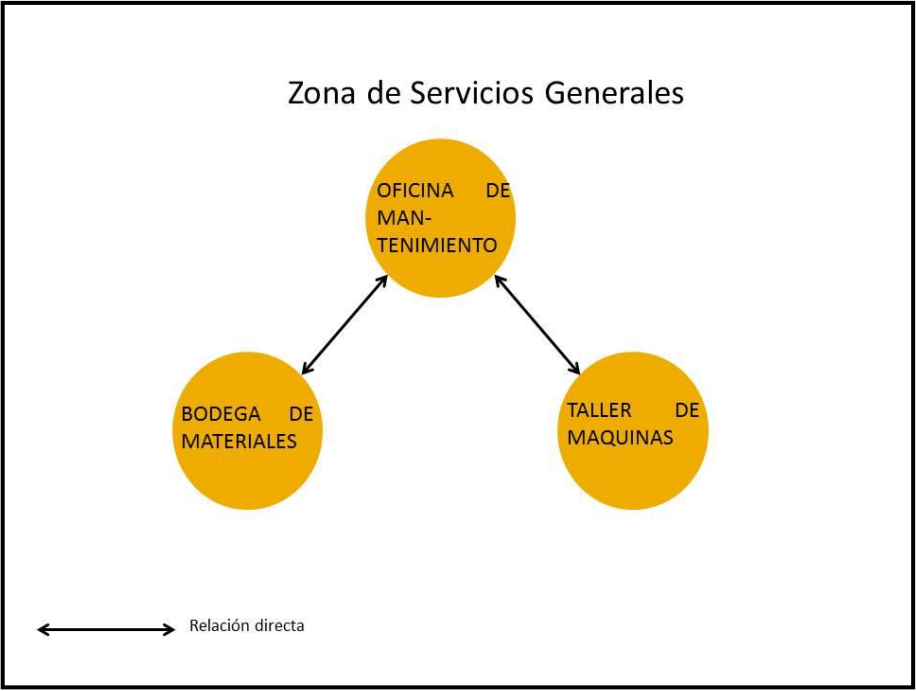 Zona de Servicios Generales
OFICINA DE
MAN-
TENIMIENTO
BODEGA DE
MATERIALES
TALLER DE
MAQUINAS
Relación directa